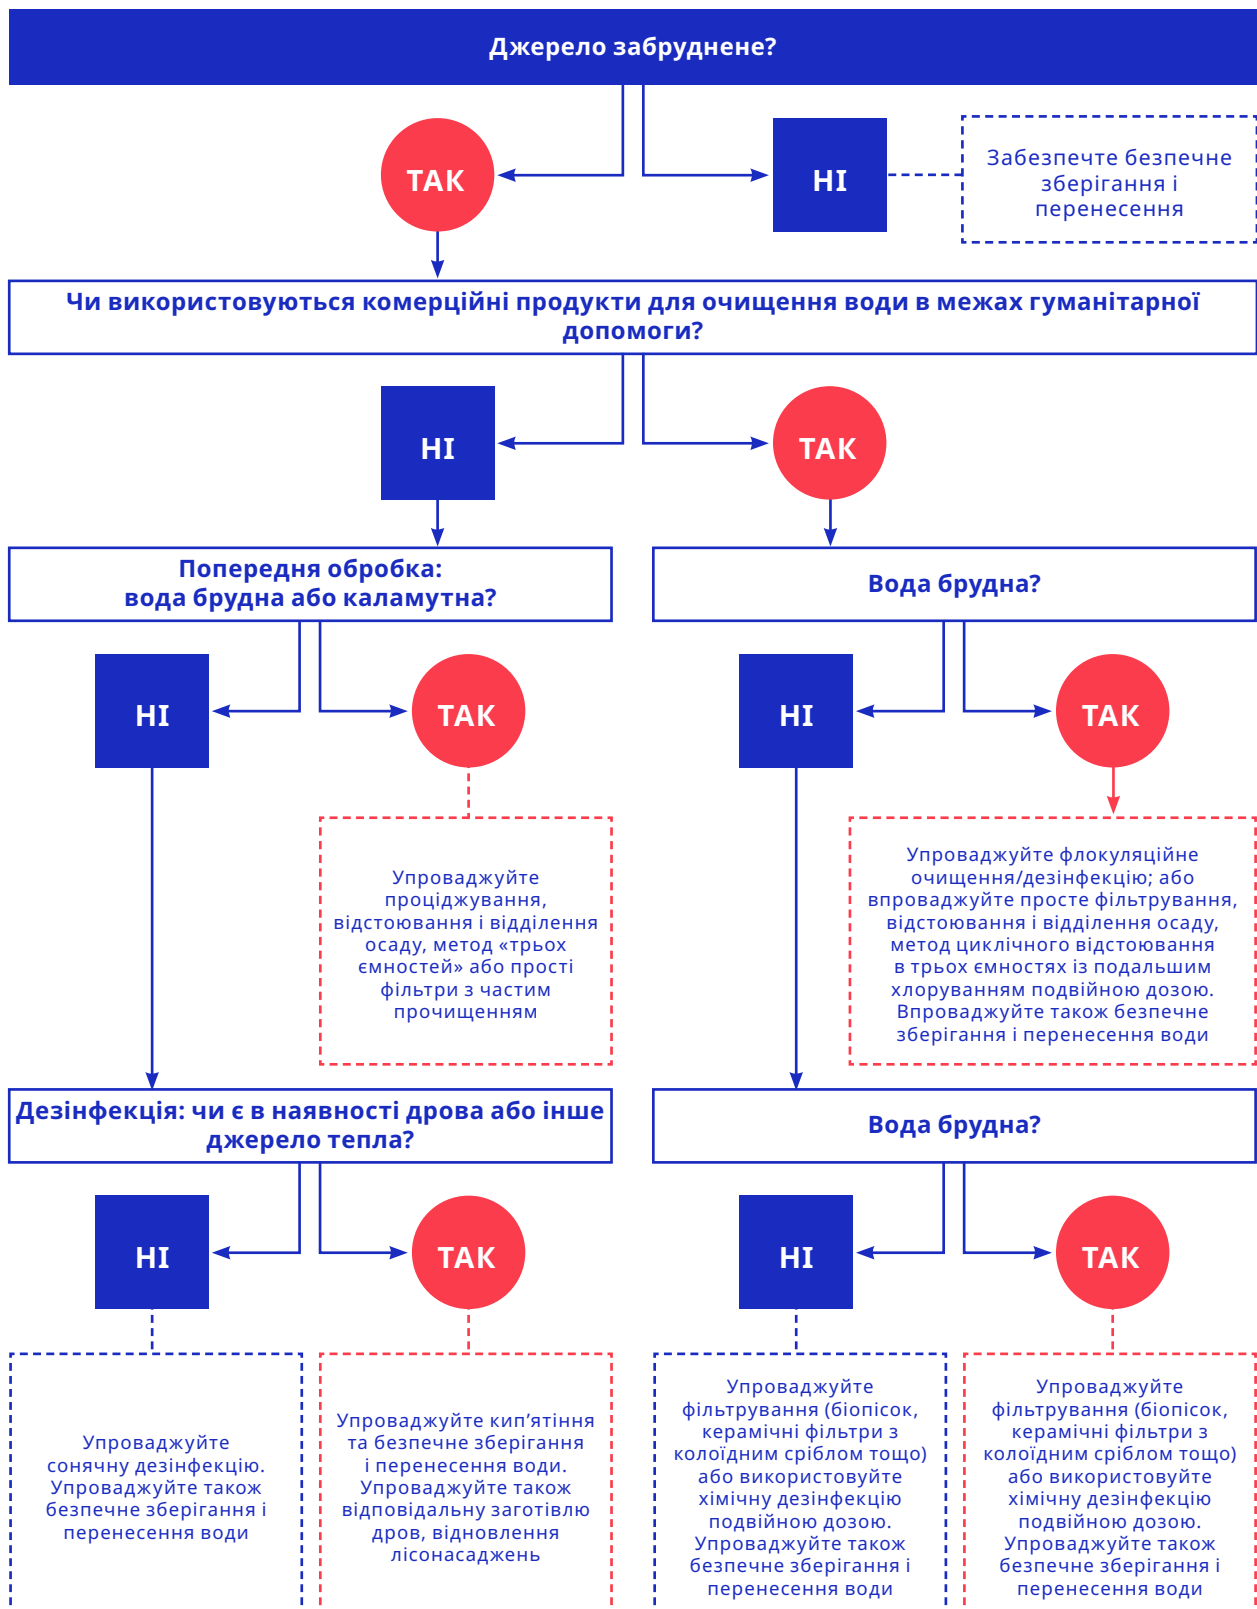 Джерело забруднене?
ТАК
НІ
Забезпечте безпечне
зберігання і
перенесення
Чи використовуються комерційні продукти для очищення води в межах гуманітарної
допомоги?
НІ
ТАК
Попередня обробка:
вода брудна або каламутна?
Вода брудна?
НІ
ТАК
НІ
ТАК
Упроваджуйте
проціджування,
відстоювання і відділення
осаду, метод «трьох
ємностей» або прості
фільтри з частим
прочищенням
Упроваджуйте флокуляційне
очищення/дезінфекцію; або
впроваджуйте просте фільтрування,
відстоювання і відділення осаду,
метод циклічного відстоювання
в трьох ємностях із подальшим
хлоруванням подвійною дозою.
Впроваджуйте також безпечне
зберігання і перенесення води
Дезінфекція: чи є в наявності дрова або інше
джерело тепла?
Вода брудна?
НІ
ТАК
НІ
ТАК
Упроваджуйте
сонячну дезінфекцію.
Упроваджуйте також
безпечне зберігання і
перенесення води
Упроваджуйте кип’ятіння
та безпечне зберігання
і перенесення води.
Упроваджуйте також
відповідальну заготівлю
дров, відновлення
лісонасаджень
Упроваджуйте
фільтрування (біопісок,
керамічні фільтри з
колоїдним сріблом тощо)
або використовуйте
хімічну дезінфекцію
подвійною дозою.
Упроваджуйте також
безпечне зберігання і
перенесення води
Упроваджуйте
фільтрування (біопісок,
керамічні фільтри з
колоїдним сріблом тощо)
або використовуйте
хімічну дезінфекцію
подвійною дозою.
Упроваджуйте також
безпечне зберігання і
перенесення води